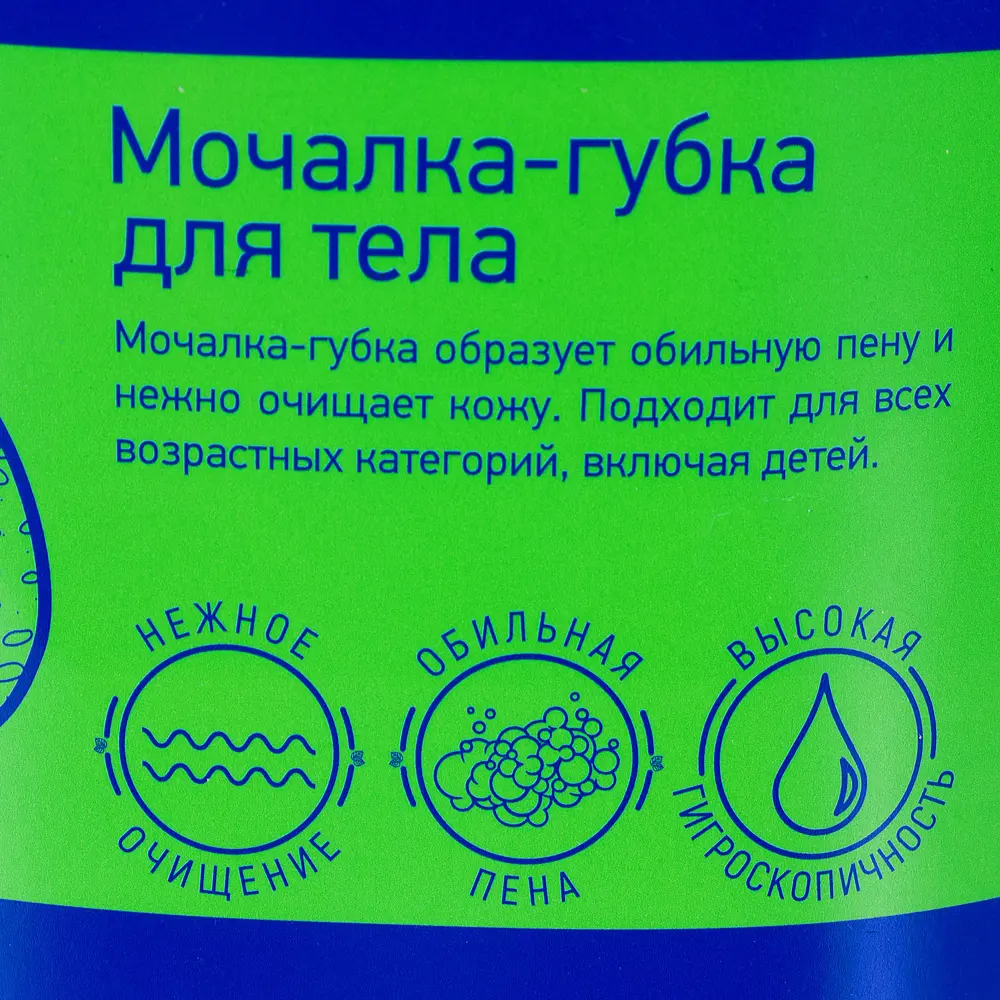 Мочалка-губка
для тела
Мочалка-губка образует обильную пену и
нежно очищает кожу. Подходит для всех
возрастных категорий, включая детей.
НЕЖНОЕ
ОЧИЩЕНИЕ
ОБИЛЬНАЯ
ПЕНА
ВЫСОКАЯ
ГИГРОСКОПИЧНОСТЬ